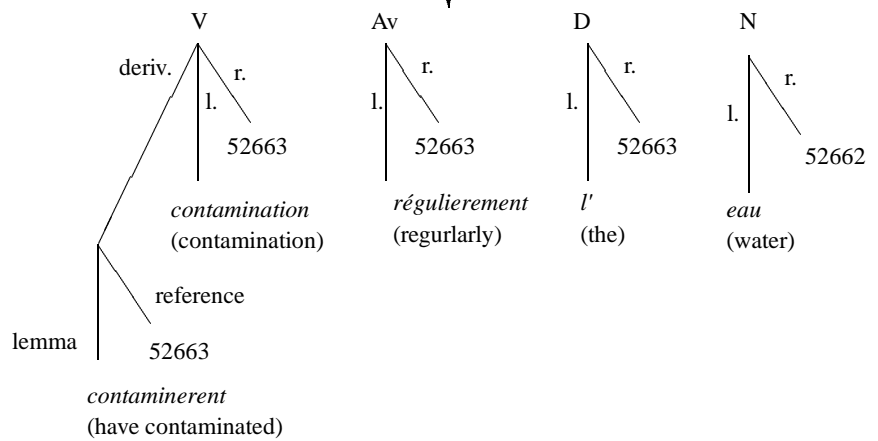 V Av D N
deriv. r. r. r. r.
l. l. l. l.
52663 52663 52663 52662
contamination régulierement l' eau
(contamination) (regurlarly) (the) (water)
reference
lemma 52663
contaminerent
(have contaminated)